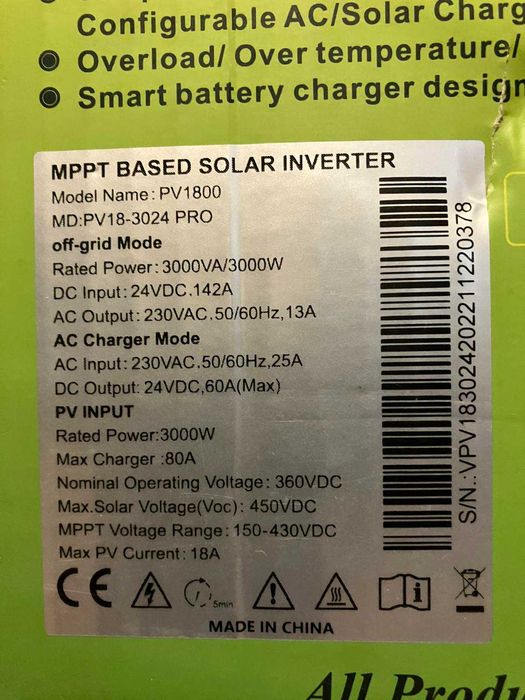 Configurable AC/Solar Charg
Overload/ Over temperature/
Smart battery charger design
MPPT BASED SOLAR INVERTER
Model Name: PV1800
MD:PV18-3024 PRO
off-grid Mode
Rated Power: 3000VA/3000W
DC Input: 24VDC,142A
AC Output: 230VAC,50/60Hz,13A
AC Charger Mode
AC Input: 230VAC,50/60Hz,25A
DC Output: 24VDC,60A(Max)
PV INPUT
Rated Power:3000W
Max Charger :80A
Nominal Operating Voltage: 360VDC
Max.Solar Voltage(Voc): 450VDC
MPPT Voltage Range: 150-430VDC
Max PV Current: 18A
S/N.: VPV18302420221122037​8
CE
5min
i
MADE IN CHINA
All Produ